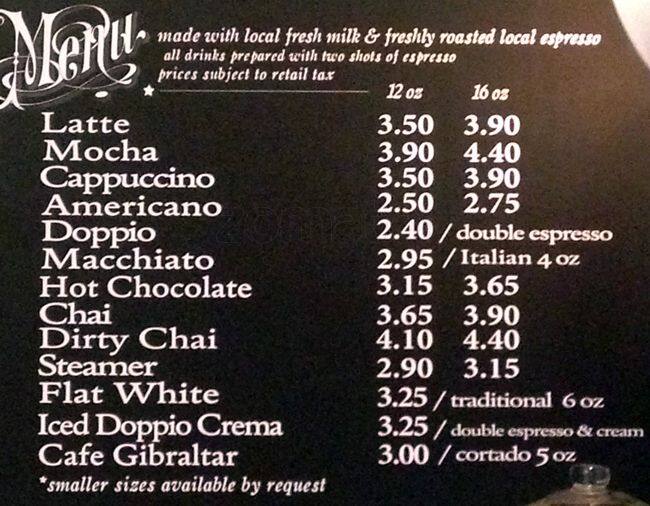 Menu
made with local fresh milk & freshly roasted local espresso
all drinks prepared with two shots of espresso
prices subject to retail tax
* 12 oz 16 oz
Latte 3.50 3.90
Mocha 3.90 4.40
Cappuccino 3.50 3.90
Americano 2.50 2.75
Doppio 2.40 / double espresso
Macchiato 2.95 / Italian 4 oz
Hot Chocolate 3.15 3.65
Chai 3.65 3.90
Dirty Chai 4.10 4.40
Steamer 2.90 3.15
Flat White 3.25 / traditional 6 oz
Iced Doppio Crema 3.25 / double espresso & cream
Cafe Gibraltar 3.00 / cortado 5 oz
*smaller sizes available by request